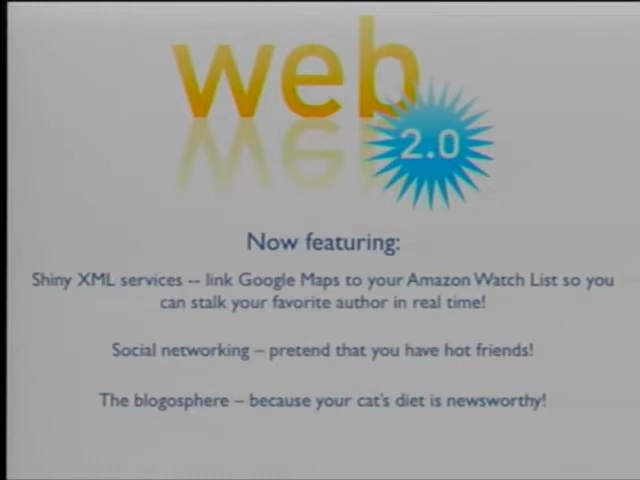 web
2.0
Now featuring:
Shiny XML services -- link Google Maps to your Amazon Watch List so you
can stalk your favorite author in real time!
Social networking – pretend that you have hot friends!
The blogosphere – because your cat's diet is newsworthy!